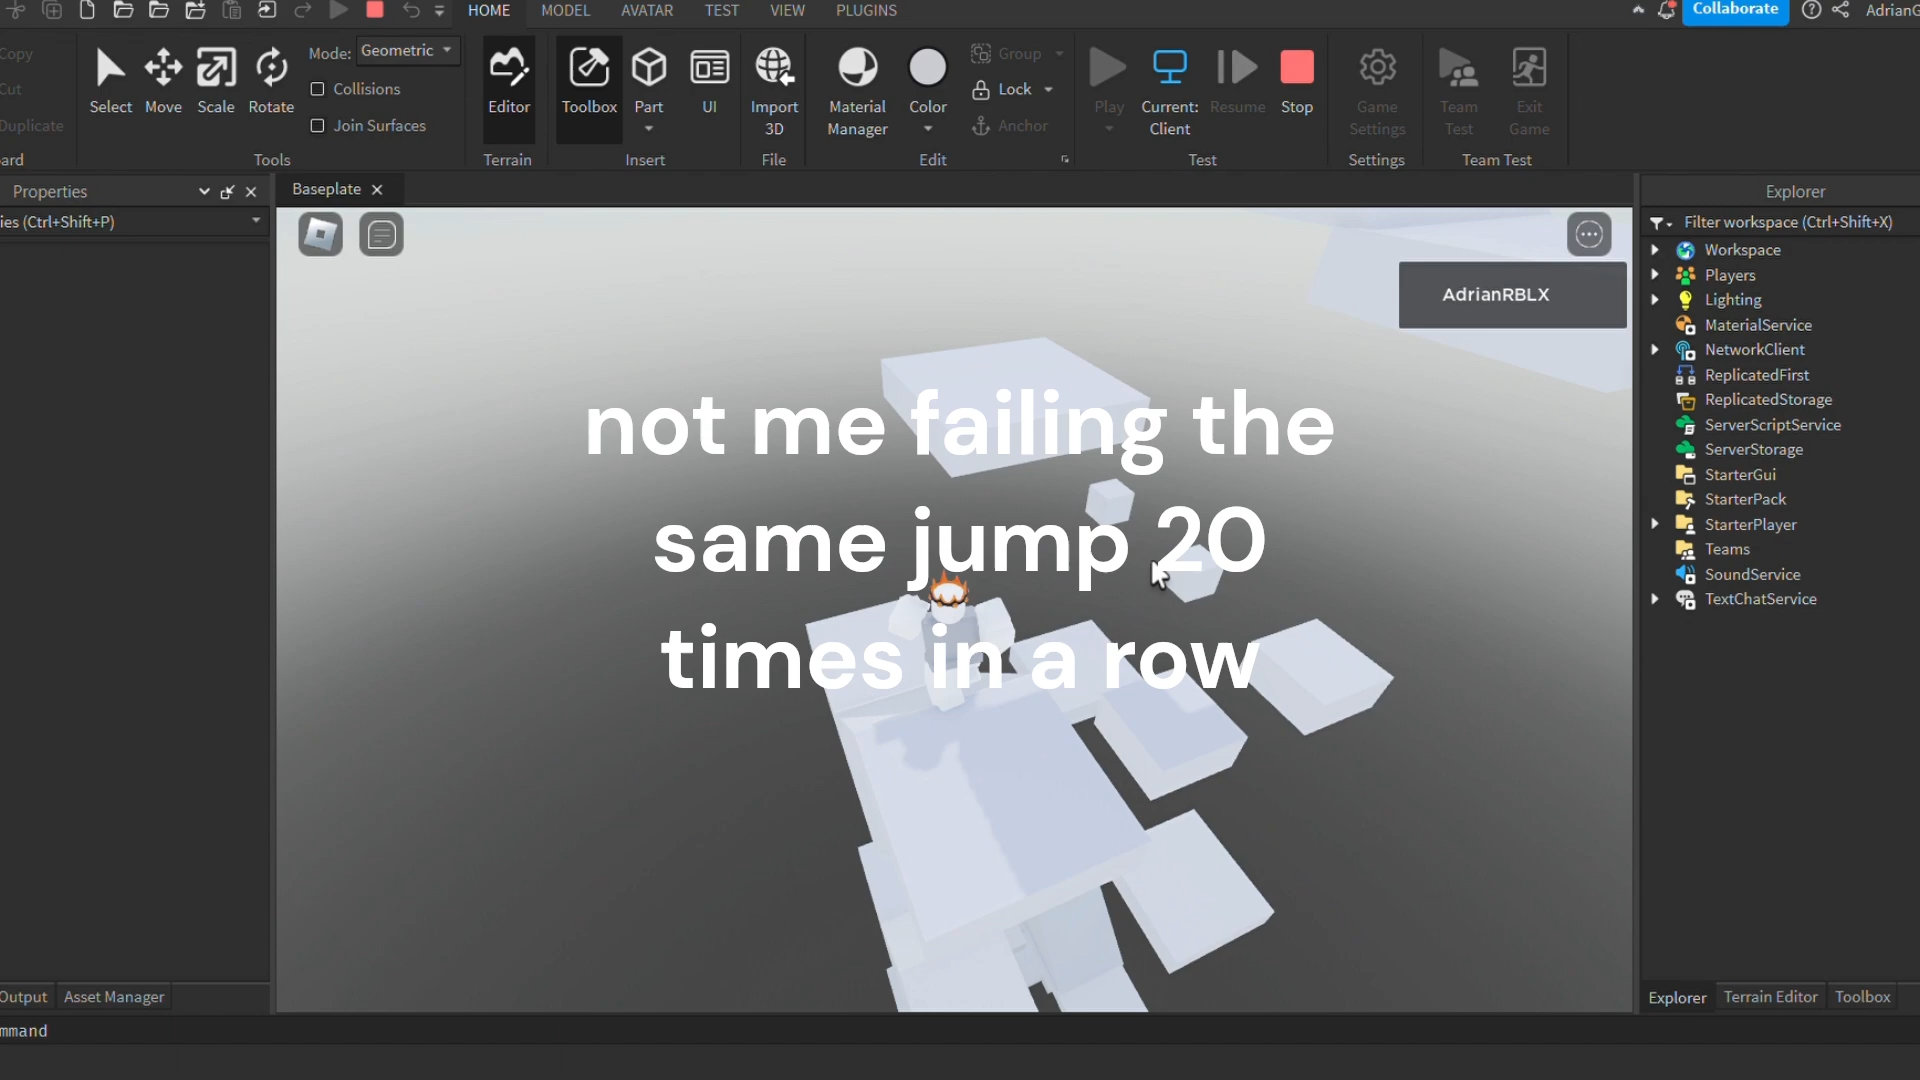 HOME MODEL AVATAR TEST VIEW PLUGINS Collaborate
Copy Mode: Geometric Group
Cut Collisions Lock
Duplicate Select Move Scale Rotate Join Surfaces Editor Toolbox Part UI Import 3D Material Manager Color Anchor Play Current: Client Resume Stop Game Settings Team Test Exit Game
Tools Terrain Insert File Edit Test Settings Team Test
Properties Baseplate Explorer
(Ctrl+Shift+P) Filter workspace (Ctrl+Shift+X)
AdrianRBLX
not me failing the
same jump 20
times in a row
Workspace
Players
Lighting
MaterialService
NetworkClient
ReplicatedFirst
ReplicatedStorage
ServerScriptService
ServerStorage
StarterGui
StarterPack
StarterPlayer
Teams
SoundService
TextChatService
Output Asset Manager Explorer Terrain Editor Toolbox
mmand